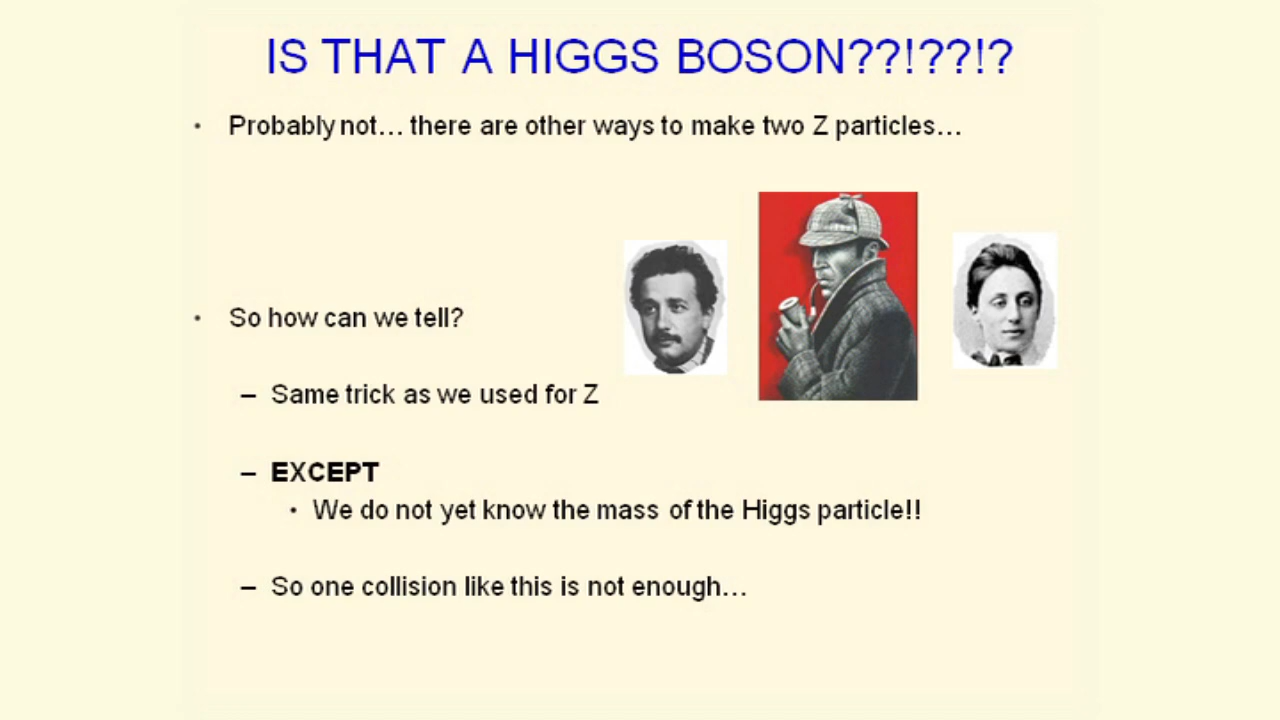 IS THAT A HIGGS BOSON??!??!?
• Probably not... there are other ways to make two Z particles...
• So how can we tell?
– Same trick as we used for Z
– EXCEPT
• We do not yet know the mass of the Higgs particle!!
– So one collision like this is not enough...